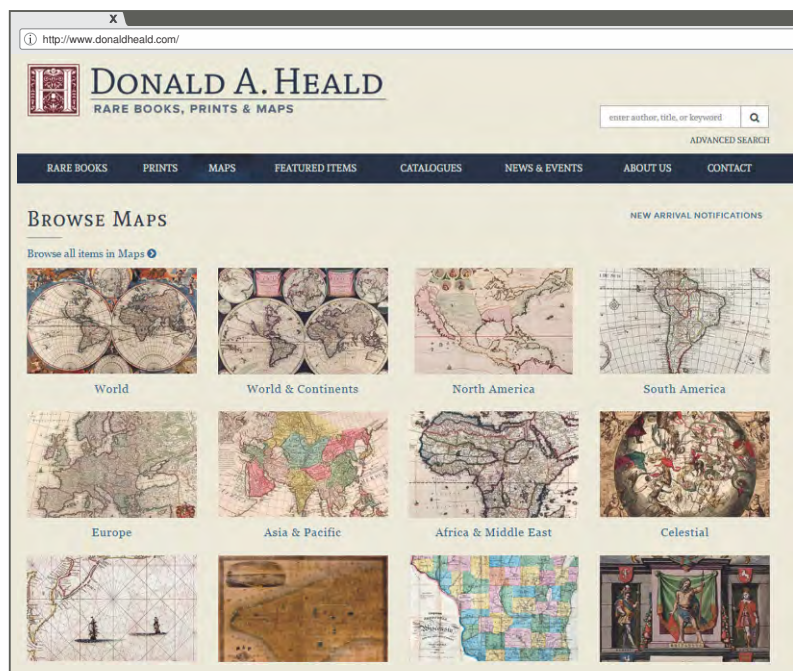 X
http://www.donaldheald.com/
DONALD A. HEALD
RARE BOOKS, PRINTS & MAPS
enter author, title, or keyword
ADVANCED SEARCH
RARE BOOKS PRINTS MAPS FEATURED ITEMS CATALOGUES NEWS & EVENTS ABOUT US CONTACT
BROWSE MAPS
NEW ARRIVAL NOTIFICATIONS
Browse all items in Maps
World World & Continents North America South America
Europe Asia & Pacific Africa & Middle East Celestial